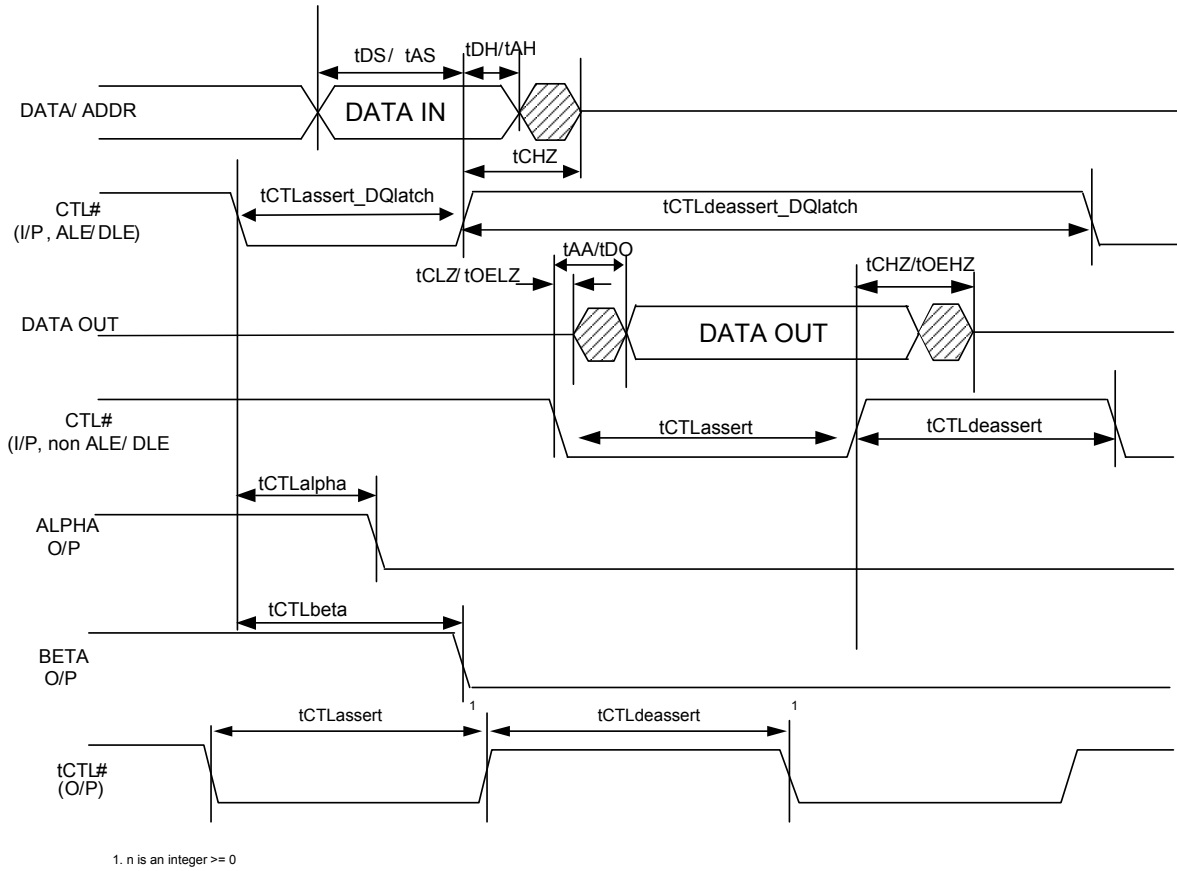 tDS/ tAS
tDH/tAH
DATA/ ADDR
DATA IN
tCHZ
CTL#
(I/P, ALE/DLE)
tCTLassert_DQlatch
tCTLdeassert_DQlatch
tAA/tDO
tCLZ/ tOELZ
tCHZ/tOEHZ
DATA OUT
DATA OUT
CTL#
(I/P, non ALE/ DLE
tCTLassert
tCTLdeassert
tCTLalpha
ALPHA
O/P
tCTLbeta
BETA
O/P
tCTLassert
1
tCTLdeassert
1
tCTL#
(O/P)
1. n is an integer >= 0